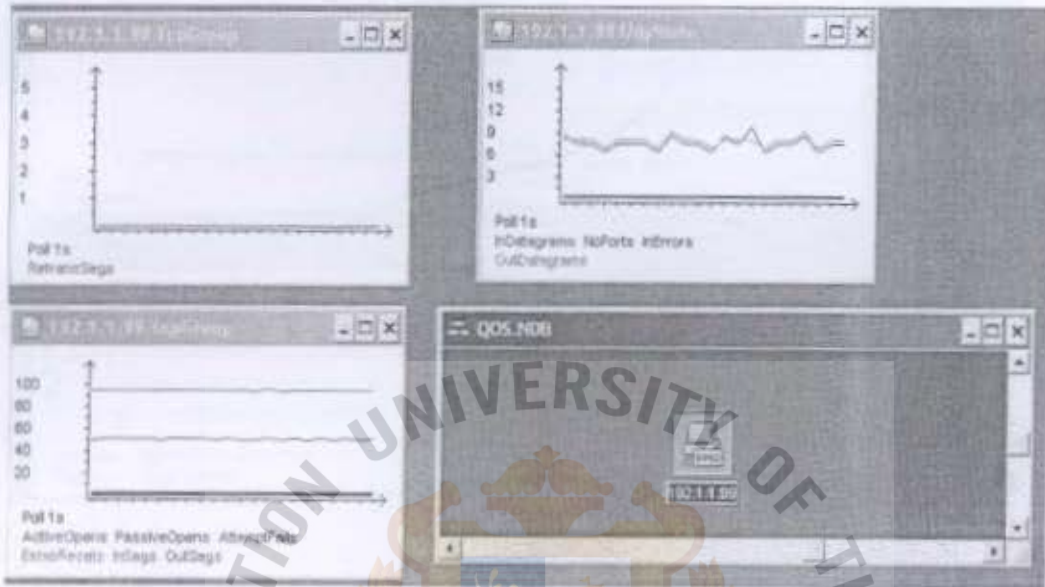 5
4
3
2
1
Poll 1s
RetransSegs
15
12
9
6
3
Poll 1s
InDatagrams NoPorts InErrors
OutDatagrams
100
80
60
40
20
Poll 1s
ActiveOpens PassiveOpens AttemptFails
EstabResets InSegs OutSegs
QOS.NDB
192.1.1.99
UNIVERSITY OF